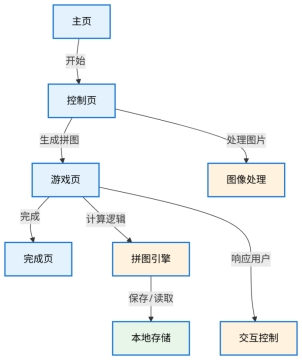 主页
开始
控制页
生成拼图
处理图片
游戏页
图像处理
完成
计算逻辑
响应用户
完成页
拼图引擎
保存/读取
本地存储
交互控制